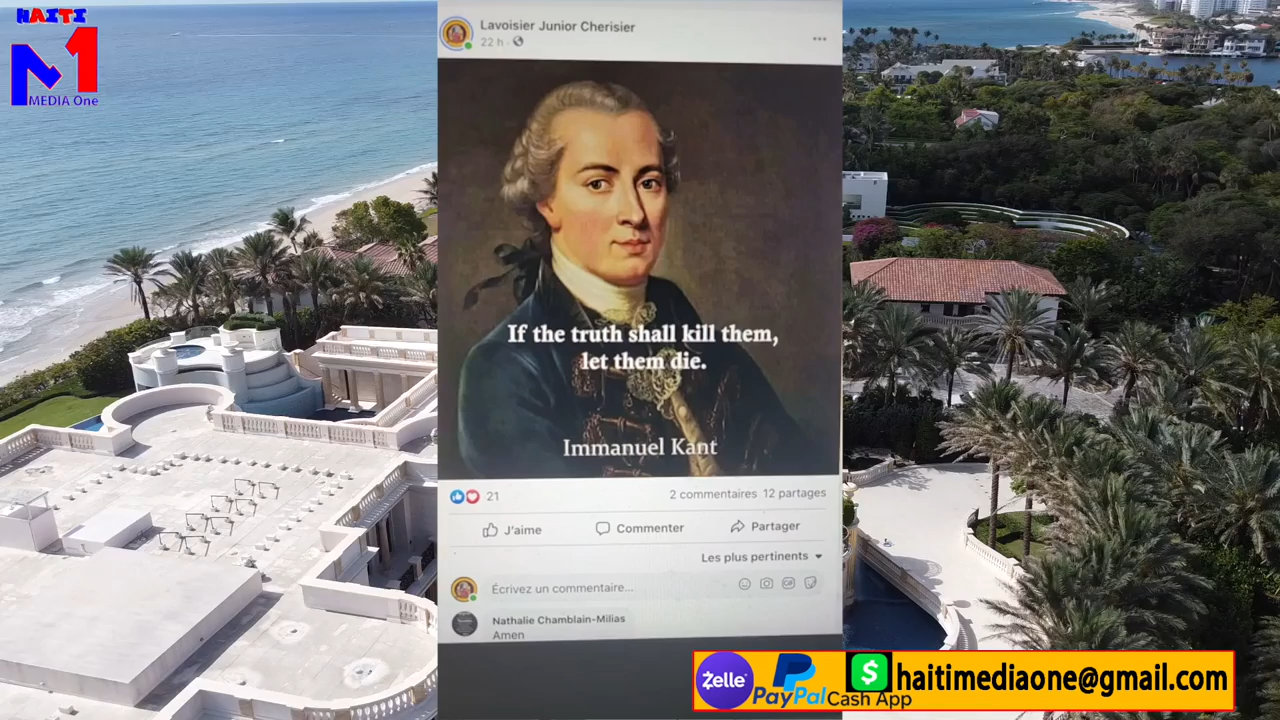 HAITI
M1
MEDIA One
Lavoisier Junior Cherisier
22 h ·
If the truth shall kill them,
let them die.
Immanuel Kant
21
2 commentaires 12 partages
J'aime
Commenter
Partager
Les plus pertinents
Écrivez un commentaire...
GIF
Nathalie Chamblain-Milias
Amen
Zelle
PayPal
$
Cash App
haitimediaone@gmail.com